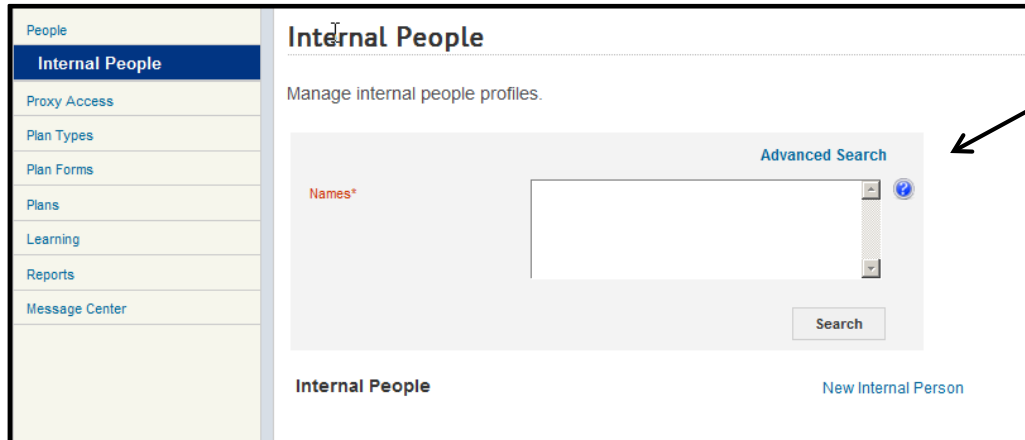 People
Internal People
Proxy Access
Plan Types
Plan Forms
Plans
Learning
Reports
Message Center
Internal People
Manage internal people profiles.
Advanced Search
Names*
?
Search
Internal People
New Internal Person